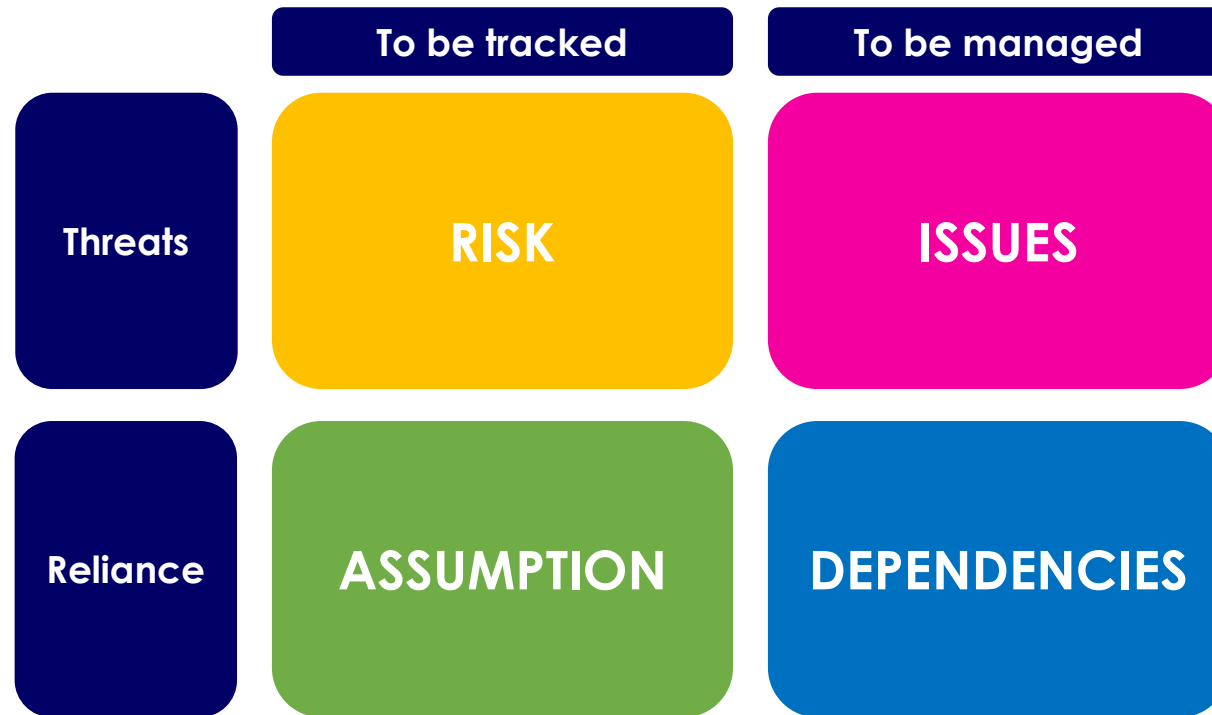 To be tracked
To be managed
Threats
RISK
ISSUES
Reliance
ASSUMPTION
DEPENDENCIES